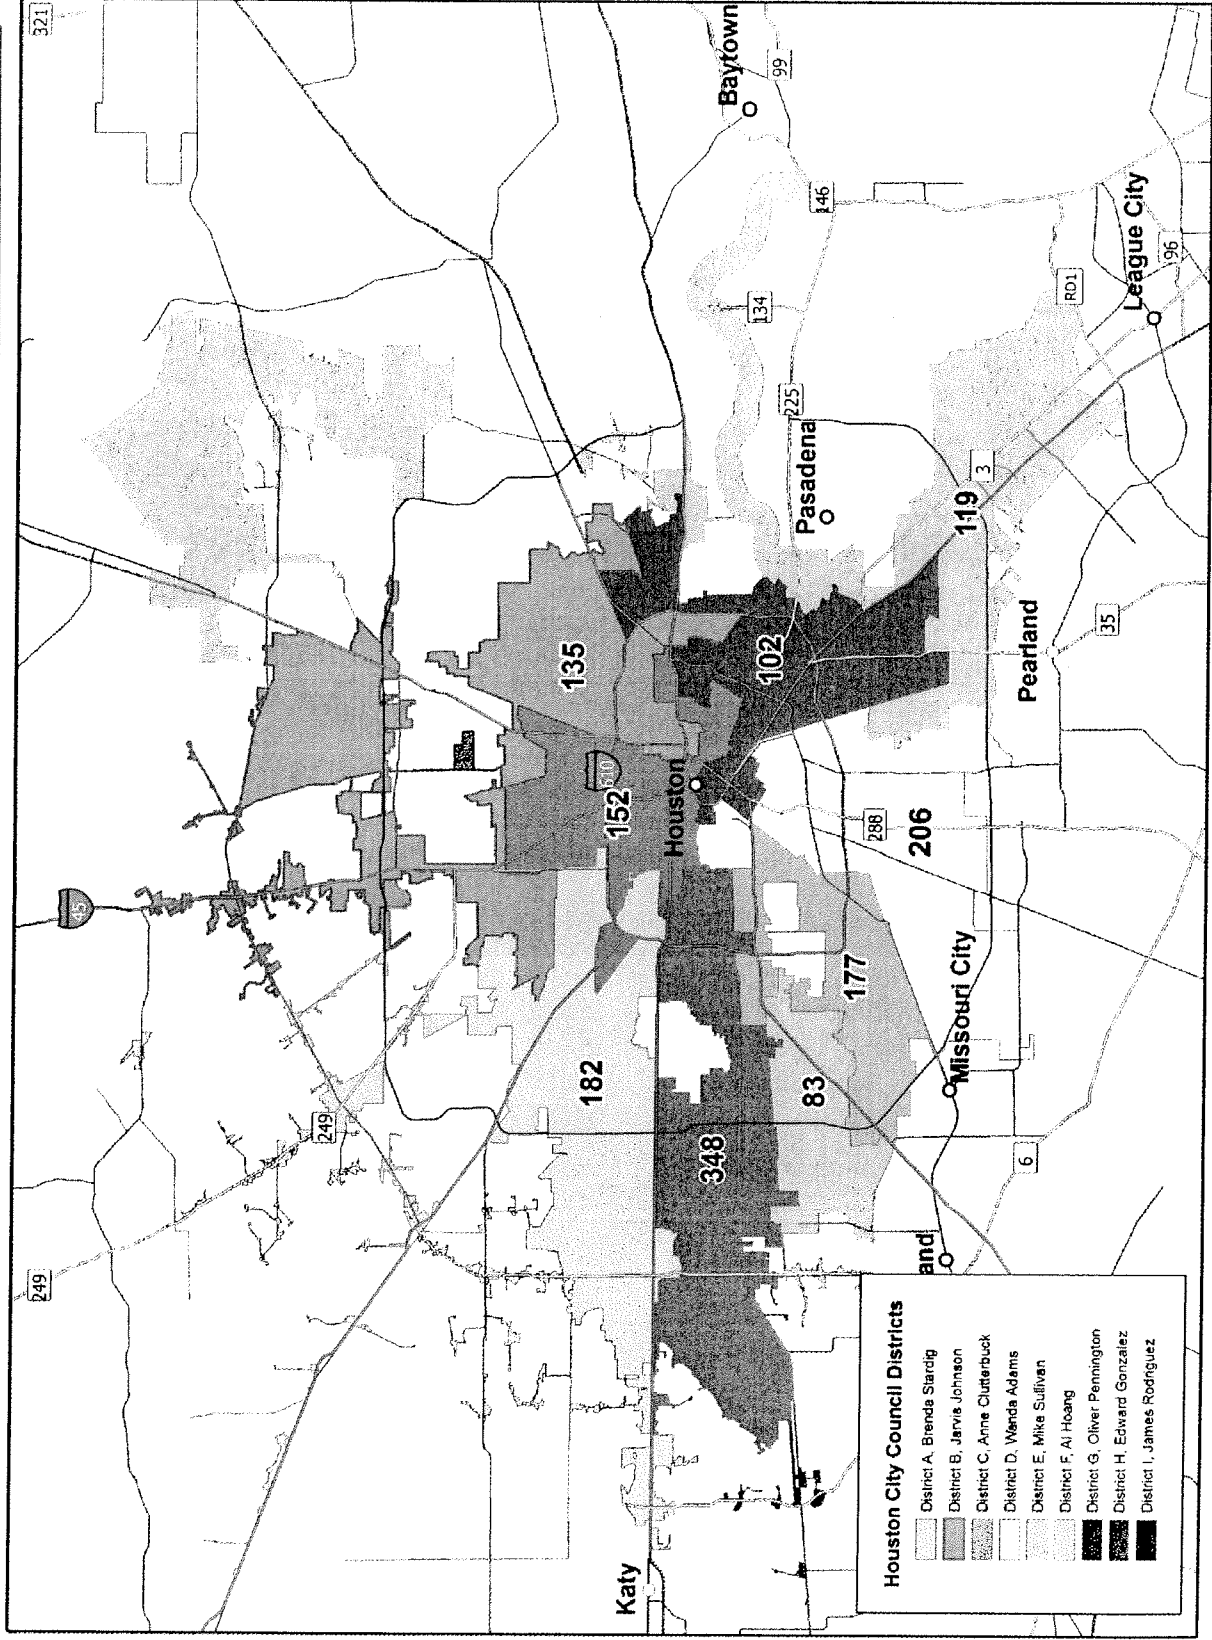 321
45
249
249
Baytown
99
146
134
225
Pasadena
RD1
League City
96
3
119
135
152
610
Houston
102
Pearland
35
288
206
182
177
Missouri City
83
348
6
and
Katy
Houston City Council Districts
District A, Brenda Stardig
District B, Jarvis Johnson
District C, Anne Clutterbuck
District D, Wanda Adams
District E, Mike Sullivan
District F, Al Hoang
District G, Oliver Pennington
District H, Edward Gonzalez
District I, James Rodriguez